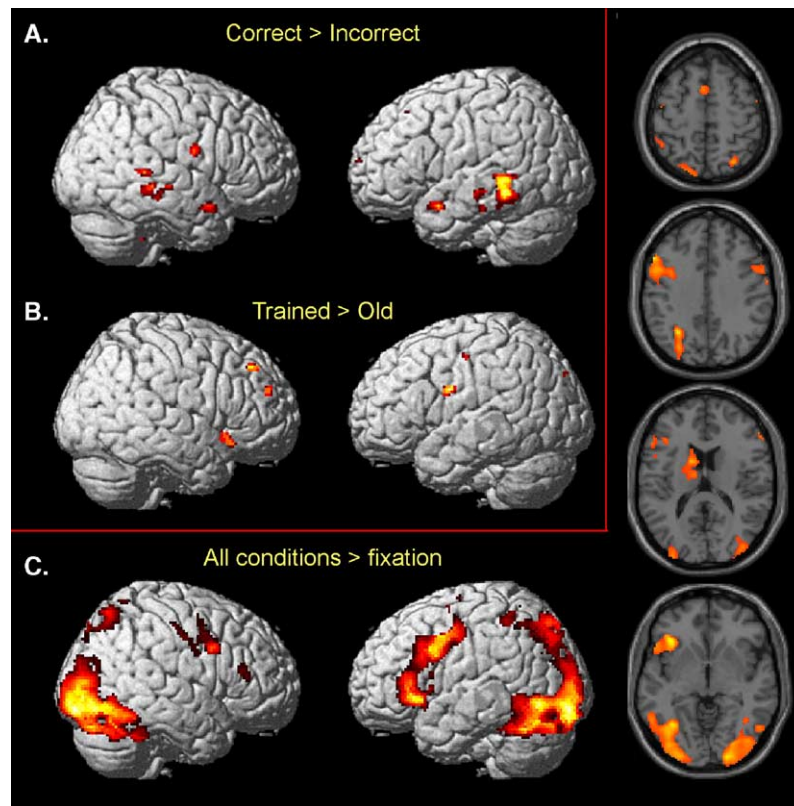 A.
Correct > Incorrect
B.
Trained > Old
C.
All conditions > fixation